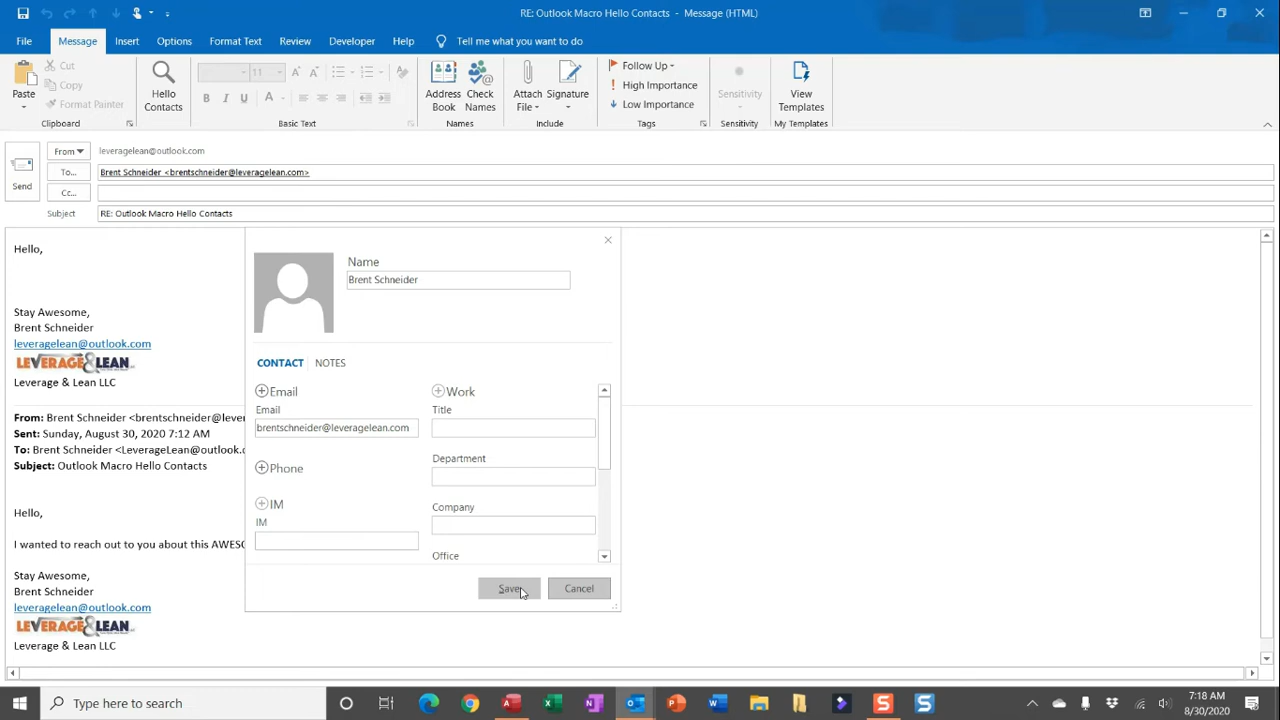 RE: Outlook Macro Hello Contacts - Message (HTML)
File Message Insert Options Format Text Review Developer Help Tell me what you want to do
Paste
Cut
Copy
Format Painter
Clipboard
Hello Contacts
11
B I U A
Basic Text
Address Book
Check Names
Names
Attach File
Signature
Include
Follow Up
High Importance
Low Importance
Tags
Sensitivity
Sensitivity
View Templates
My Templates
Send
From
leveragelean@outlook.com
To...
Brent Schneider <brentschneider@leveragelean.com>
Cc...
Subject
RE: Outlook Macro Hello Contacts
Hello,
Stay Awesome,
Brent Schneider
leveragelean@outlook.com
LEVERAGE&LEAN
Leverage & Lean LLC
From: Brent Schneider <brentschneider@leve
Sent: Sunday, August 30, 2020 7:12 AM
To: Brent Schneider <LeverageLean@outlook.c
Subject: Outlook Macro Hello Contacts
Hello,
I wanted to reach out to you about this AWES
Stay Awesome,
Brent Schneider
leveragelean@outlook.com
LEVERAGE&LEAN
Leverage & Lean LLC
Name
Brent Schneider
CONTACT NOTES
Email
Email
brentschneider@leveragelean.com
Phone
IM
IM
Work
Title
Department
Company
Office
Save Cancel
Type here to search
7:18 AM
8/30/2020